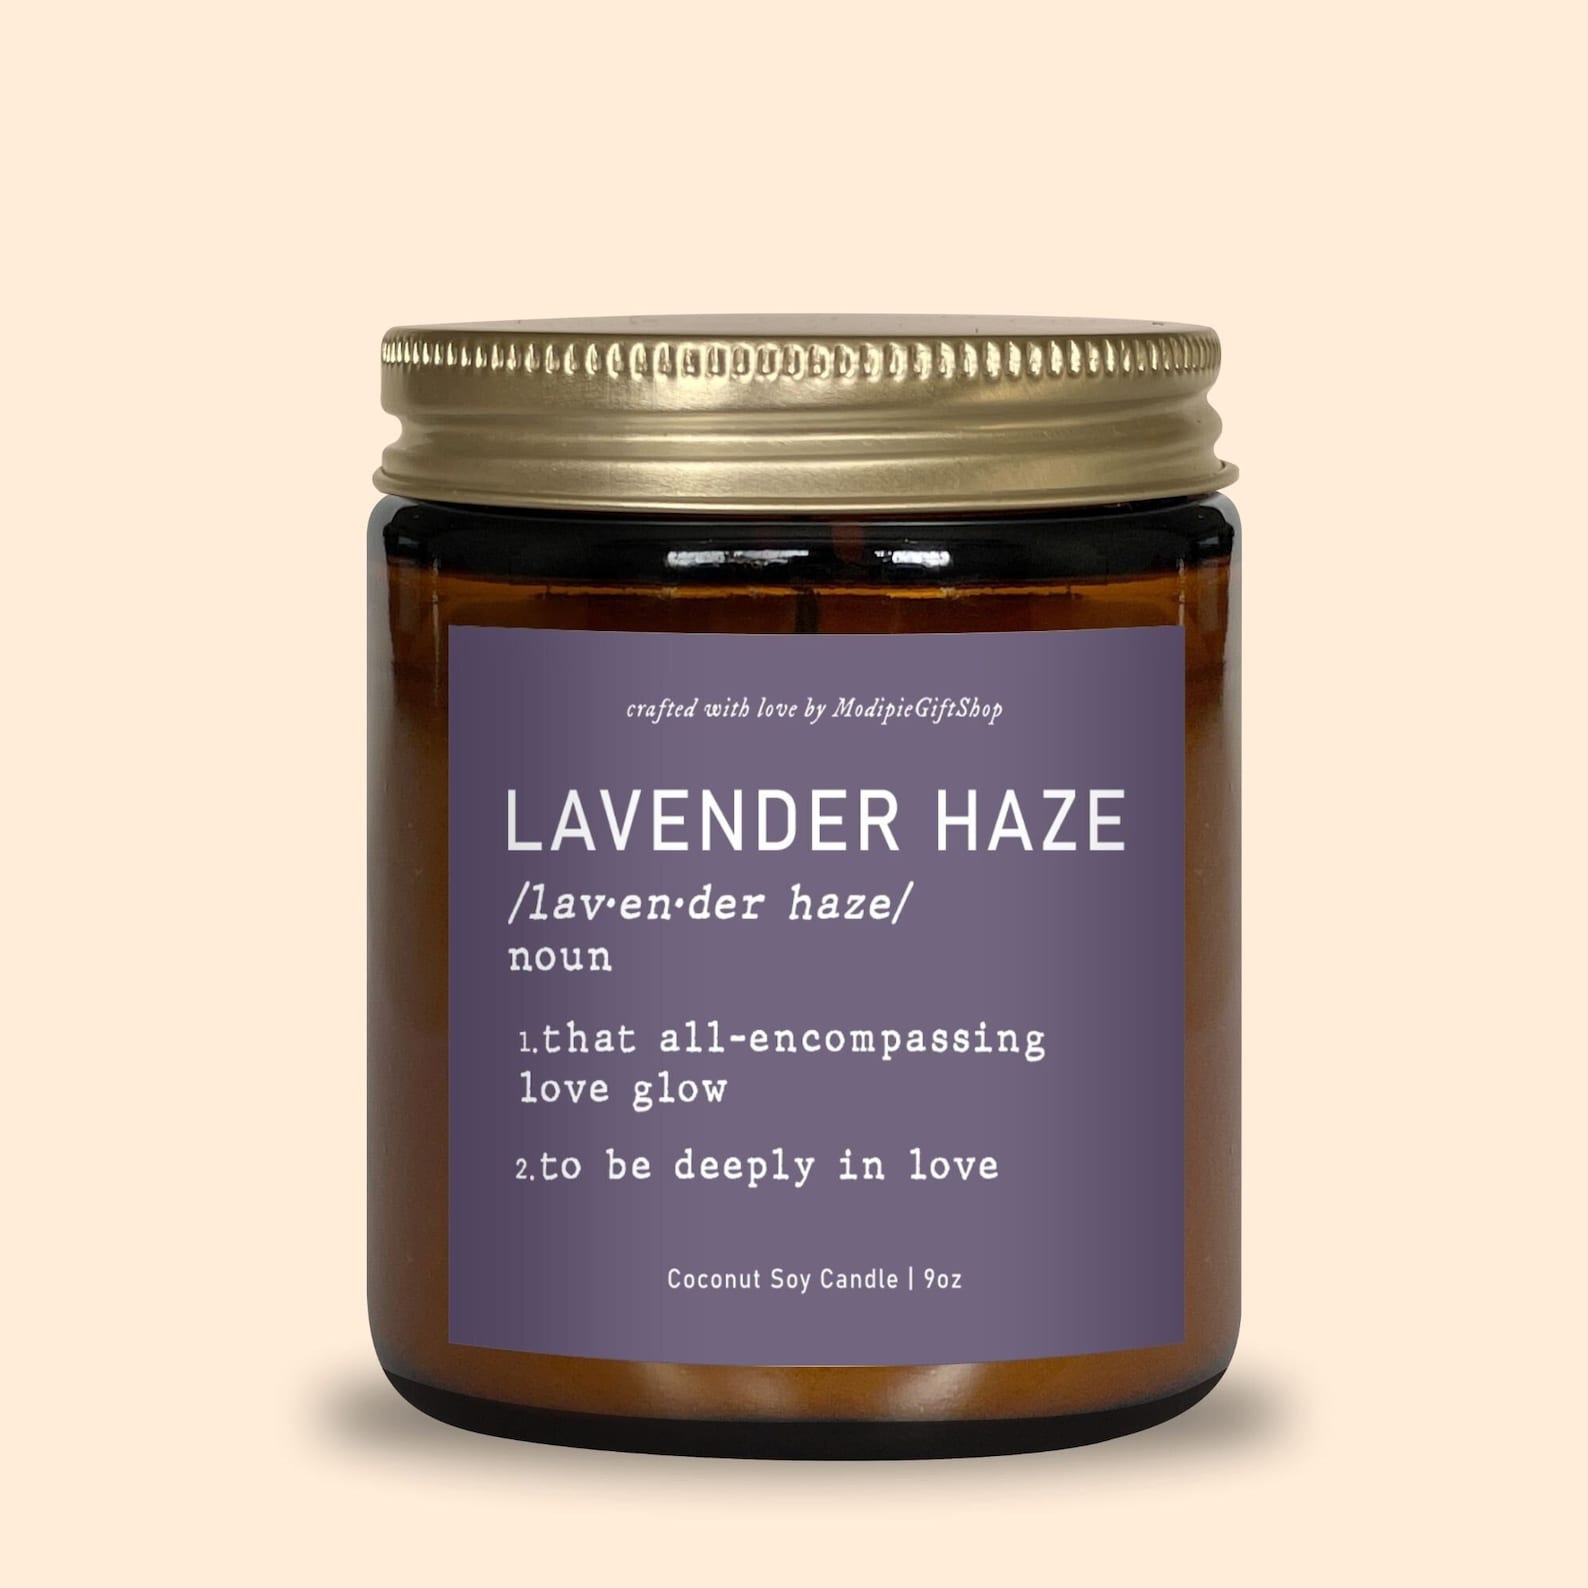 crafted with love by ModipieGiftShop
LAVENDER HAZE
/lav•en•der haze/
noun
1.that all-encompassing
love glow
2.to be deeply in love
Coconut Soy Candle | 9oz